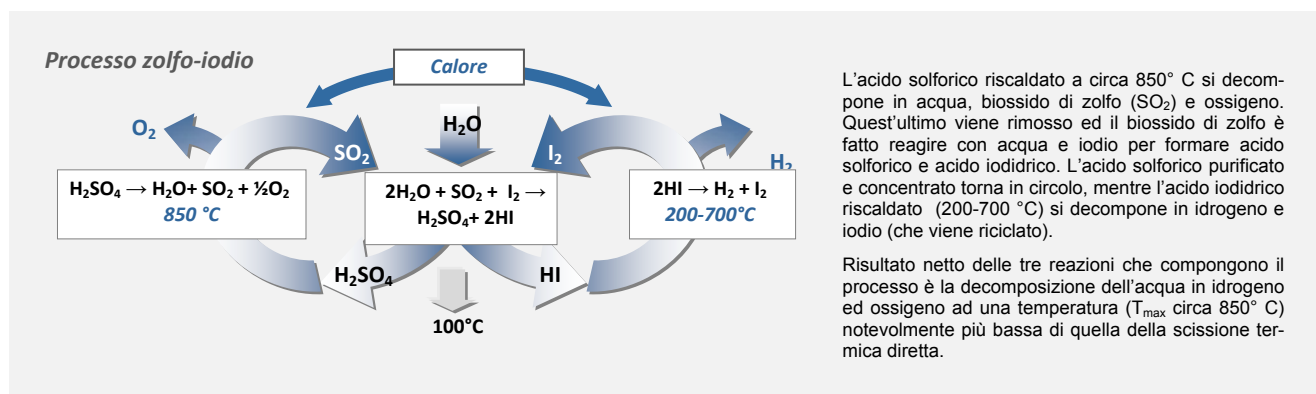 Processo zolfo-iodio
Calore
O₂
H₂O
SO₂
I₂
H₂
H₂SO₄ → H₂O+ SO₂ + ½O₂
850 °C
2H₂O + SO₂ + I₂ →
H₂SO₄+ 2HI
2HI → H₂ + I₂
200-700°C
H₂SO₄
HI
100°C
L'acido solforico riscaldato a circa 850° C si decom-
pone in acqua, biossido di zolfo (SO₂) e ossigeno.
Quest'ultimo viene rimosso ed il biossido di zolfo è
fatto reagire con acqua e iodio per formare acido
solforico e acido iodidrico. L'acido solforico purificato
e concentrato torna in circolo, mentre l'acido iodidrico
riscaldato (200-700 °C) si decompone in idrogeno e
iodio (che viene riciclato).
Risultato netto delle tre reazioni che compongono il
processo è la decomposizione dell'acqua in idrogeno
ed ossigeno ad una temperatura (Tmax circa 850° C)
notevolmente più bassa di quella della scissione ter-
mica diretta.